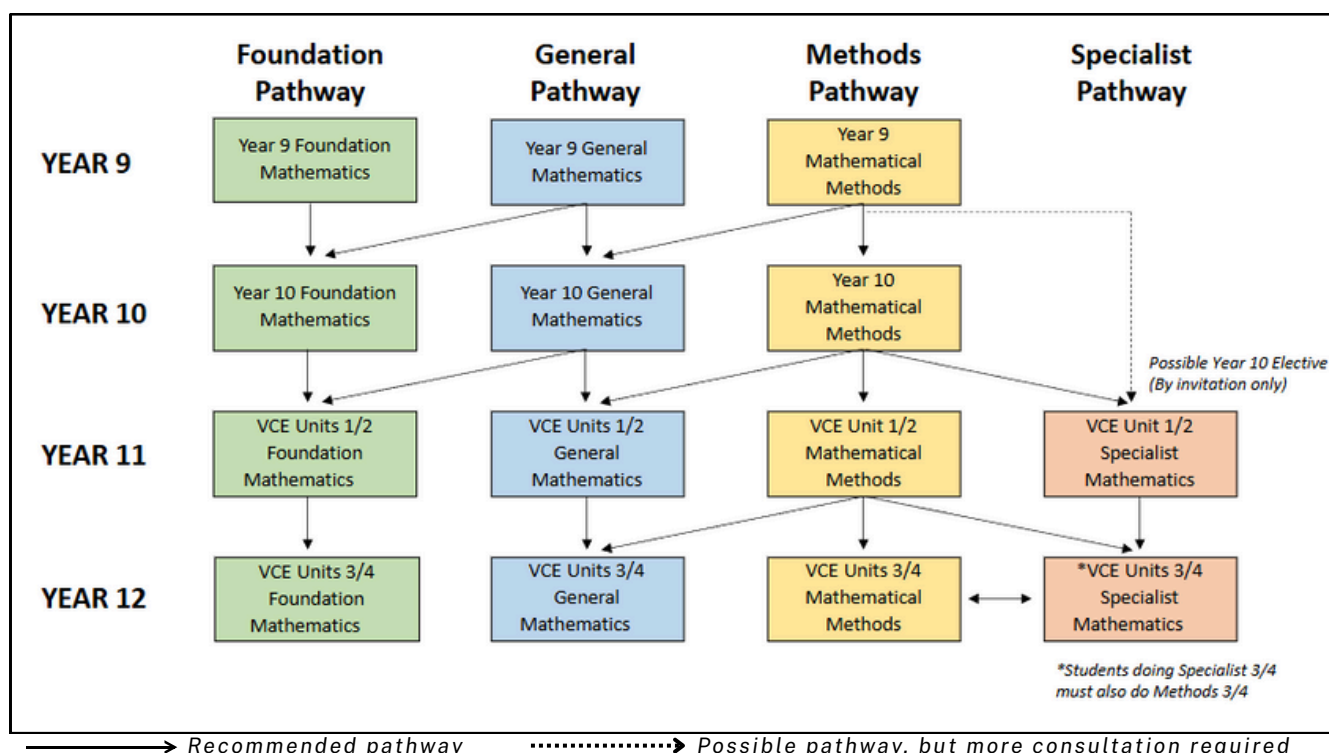 Foundation
Pathway
General
Pathway
Methods
Pathway
Specialist
Pathway
YEAR 9
Year 9 Foundation
Mathematics
Year 9 General
Mathematics
Year 9
Mathematical
Methods
YEAR 10
Year 10 Foundation
Mathematics
Year 10 General
Mathematics
Year 10
Mathematical
Methods
Possible Year 10 Elective
(By invitation only)
YEAR 11
VCE Units 1/2
Foundation
Mathematics
VCE Units 1/2
General
Mathematics
VCE Unit 1/2
Mathematical
Methods
VCE Unit 1/2
Specialist
Mathematics
YEAR 12
VCE Units 3/4
Foundation
Mathematics
VCE Units 3/4
General
Mathematics
VCE Units 3/4
Mathematical
Methods
*VCE Units 3/4
Specialist
Mathematics
*Students doing Specialist 3/4
must also do Methods 3/4
Recommended pathway
Possible pathway, but more consultation required